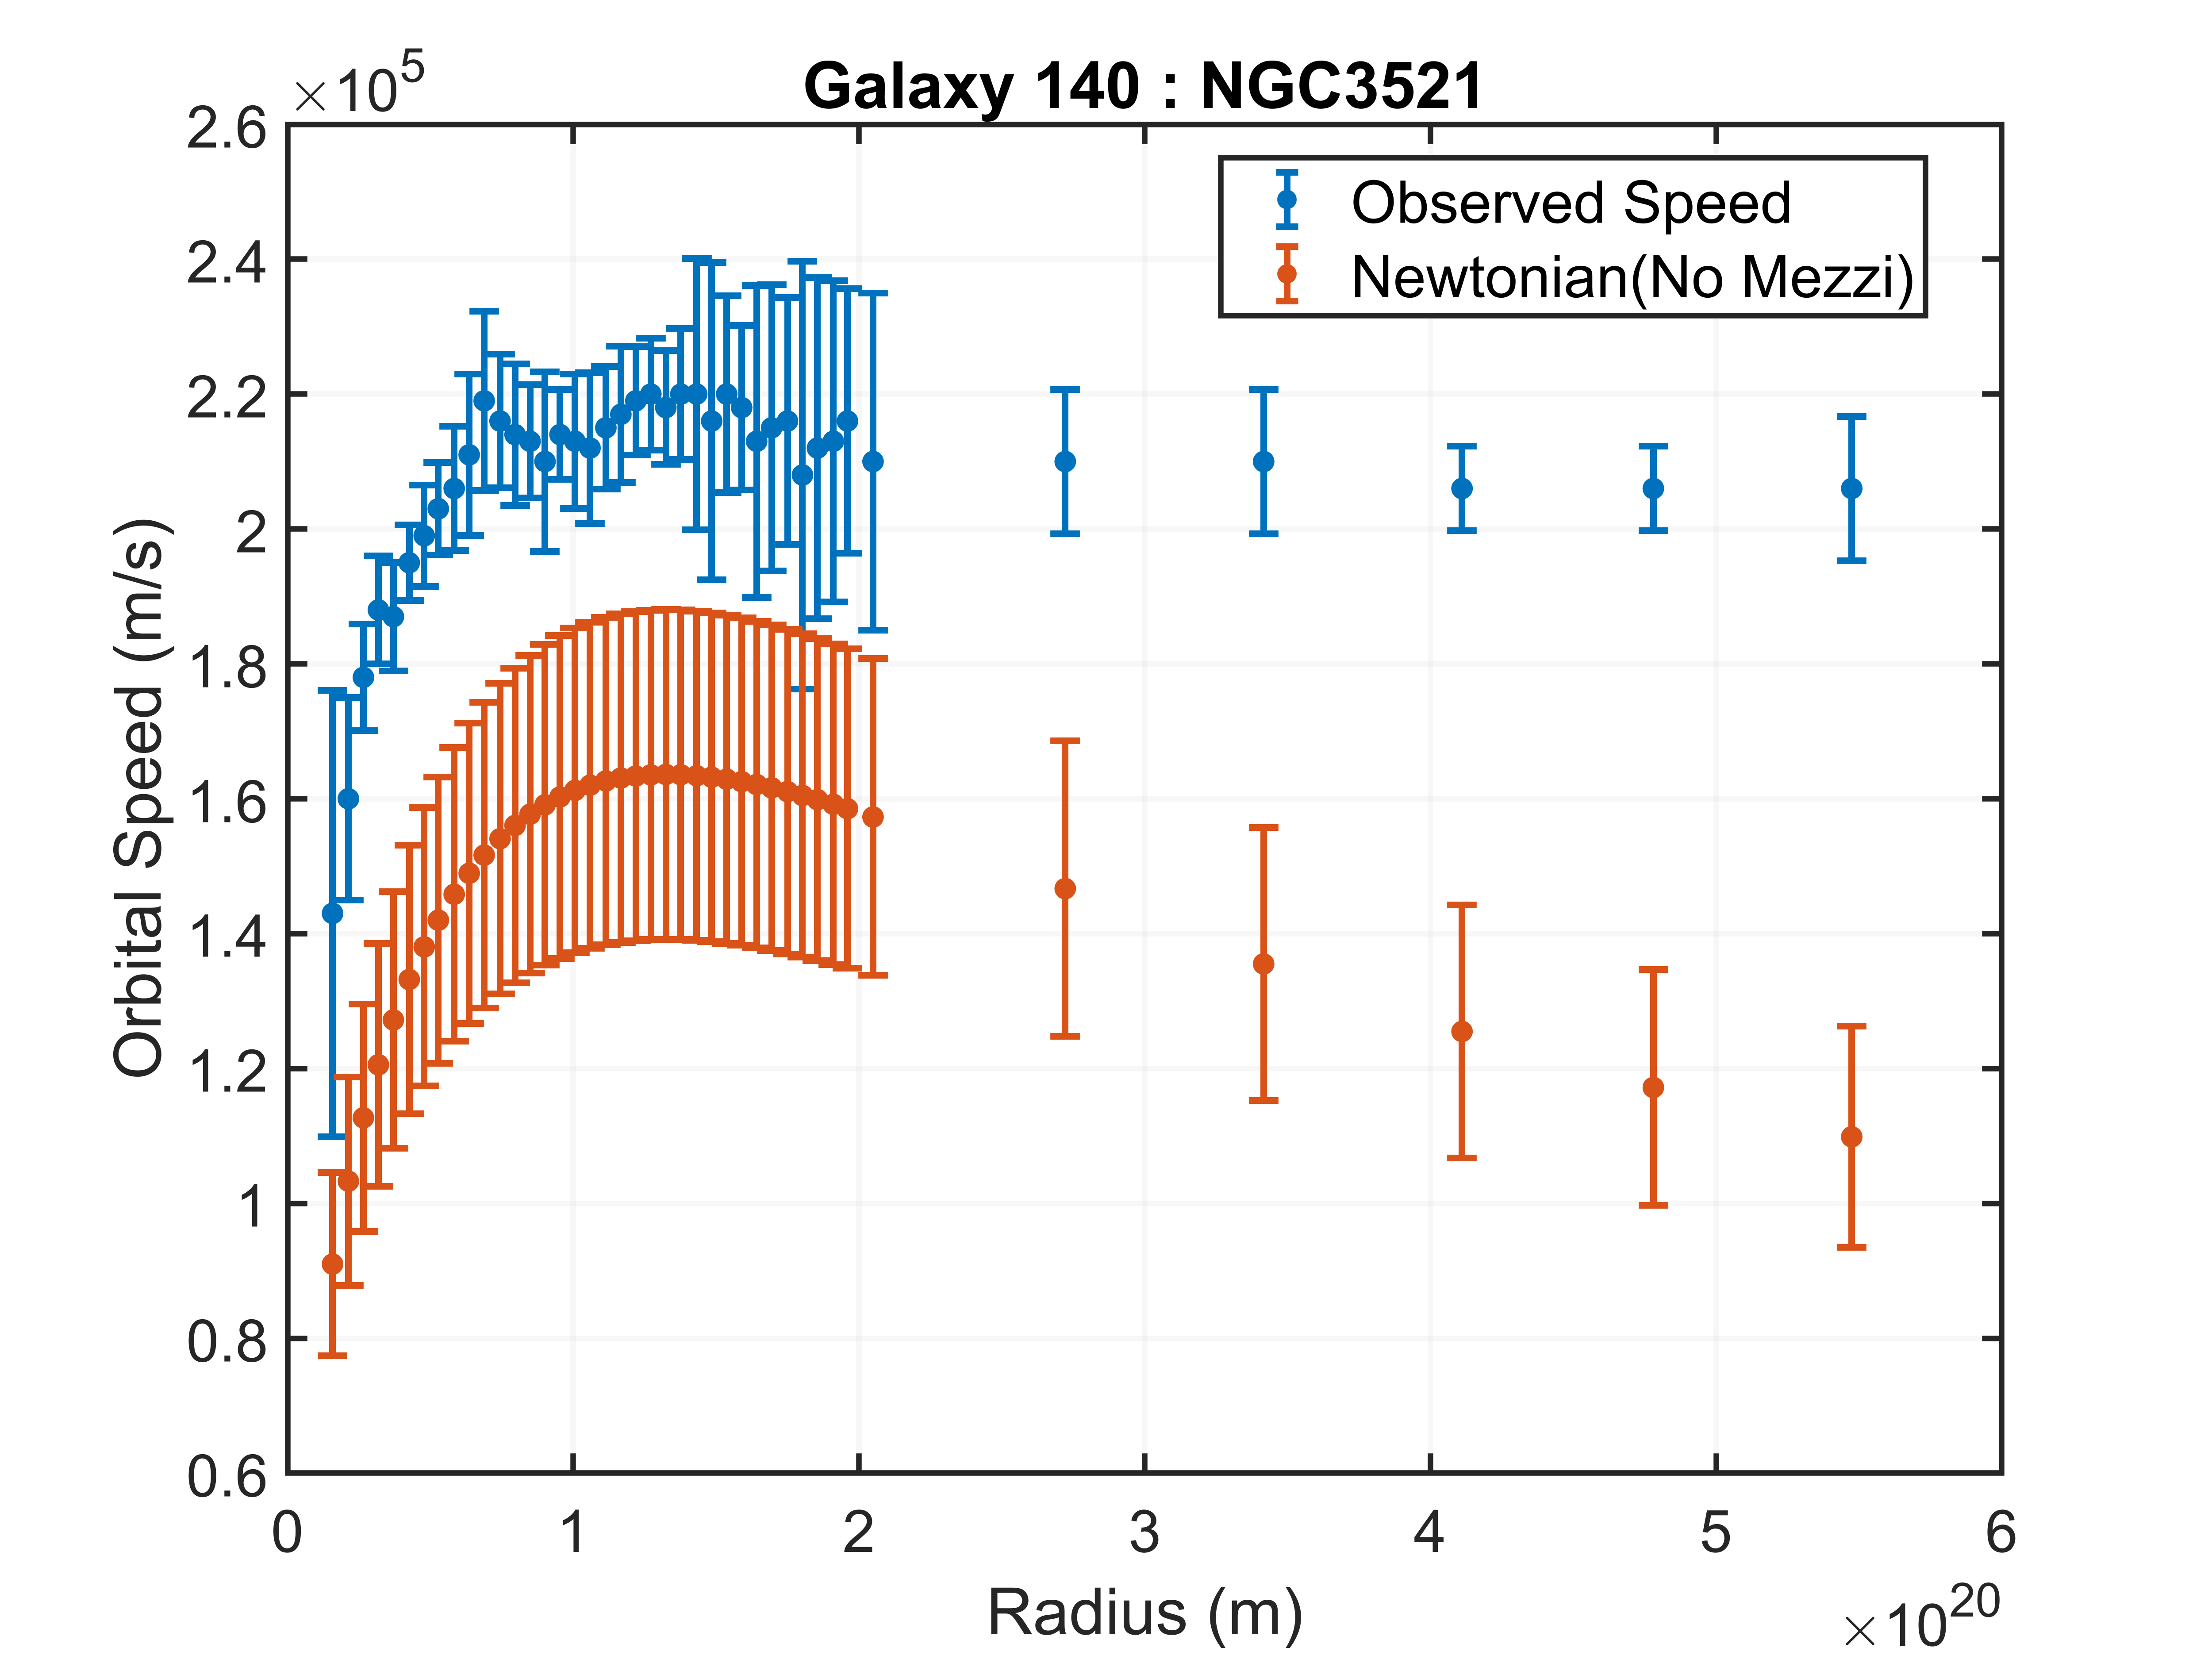 ×10^5
Galaxy 140 : NGC3521
Observed Speed
Newtonian(No Mezzi)
2.6
2.4
2.2
2
1.8
1.6
1.4
1.2
1
0.8
0.6
Orbital Speed (m/s)
0 1 2 3 4 5 6
Radius (m)
×10^20